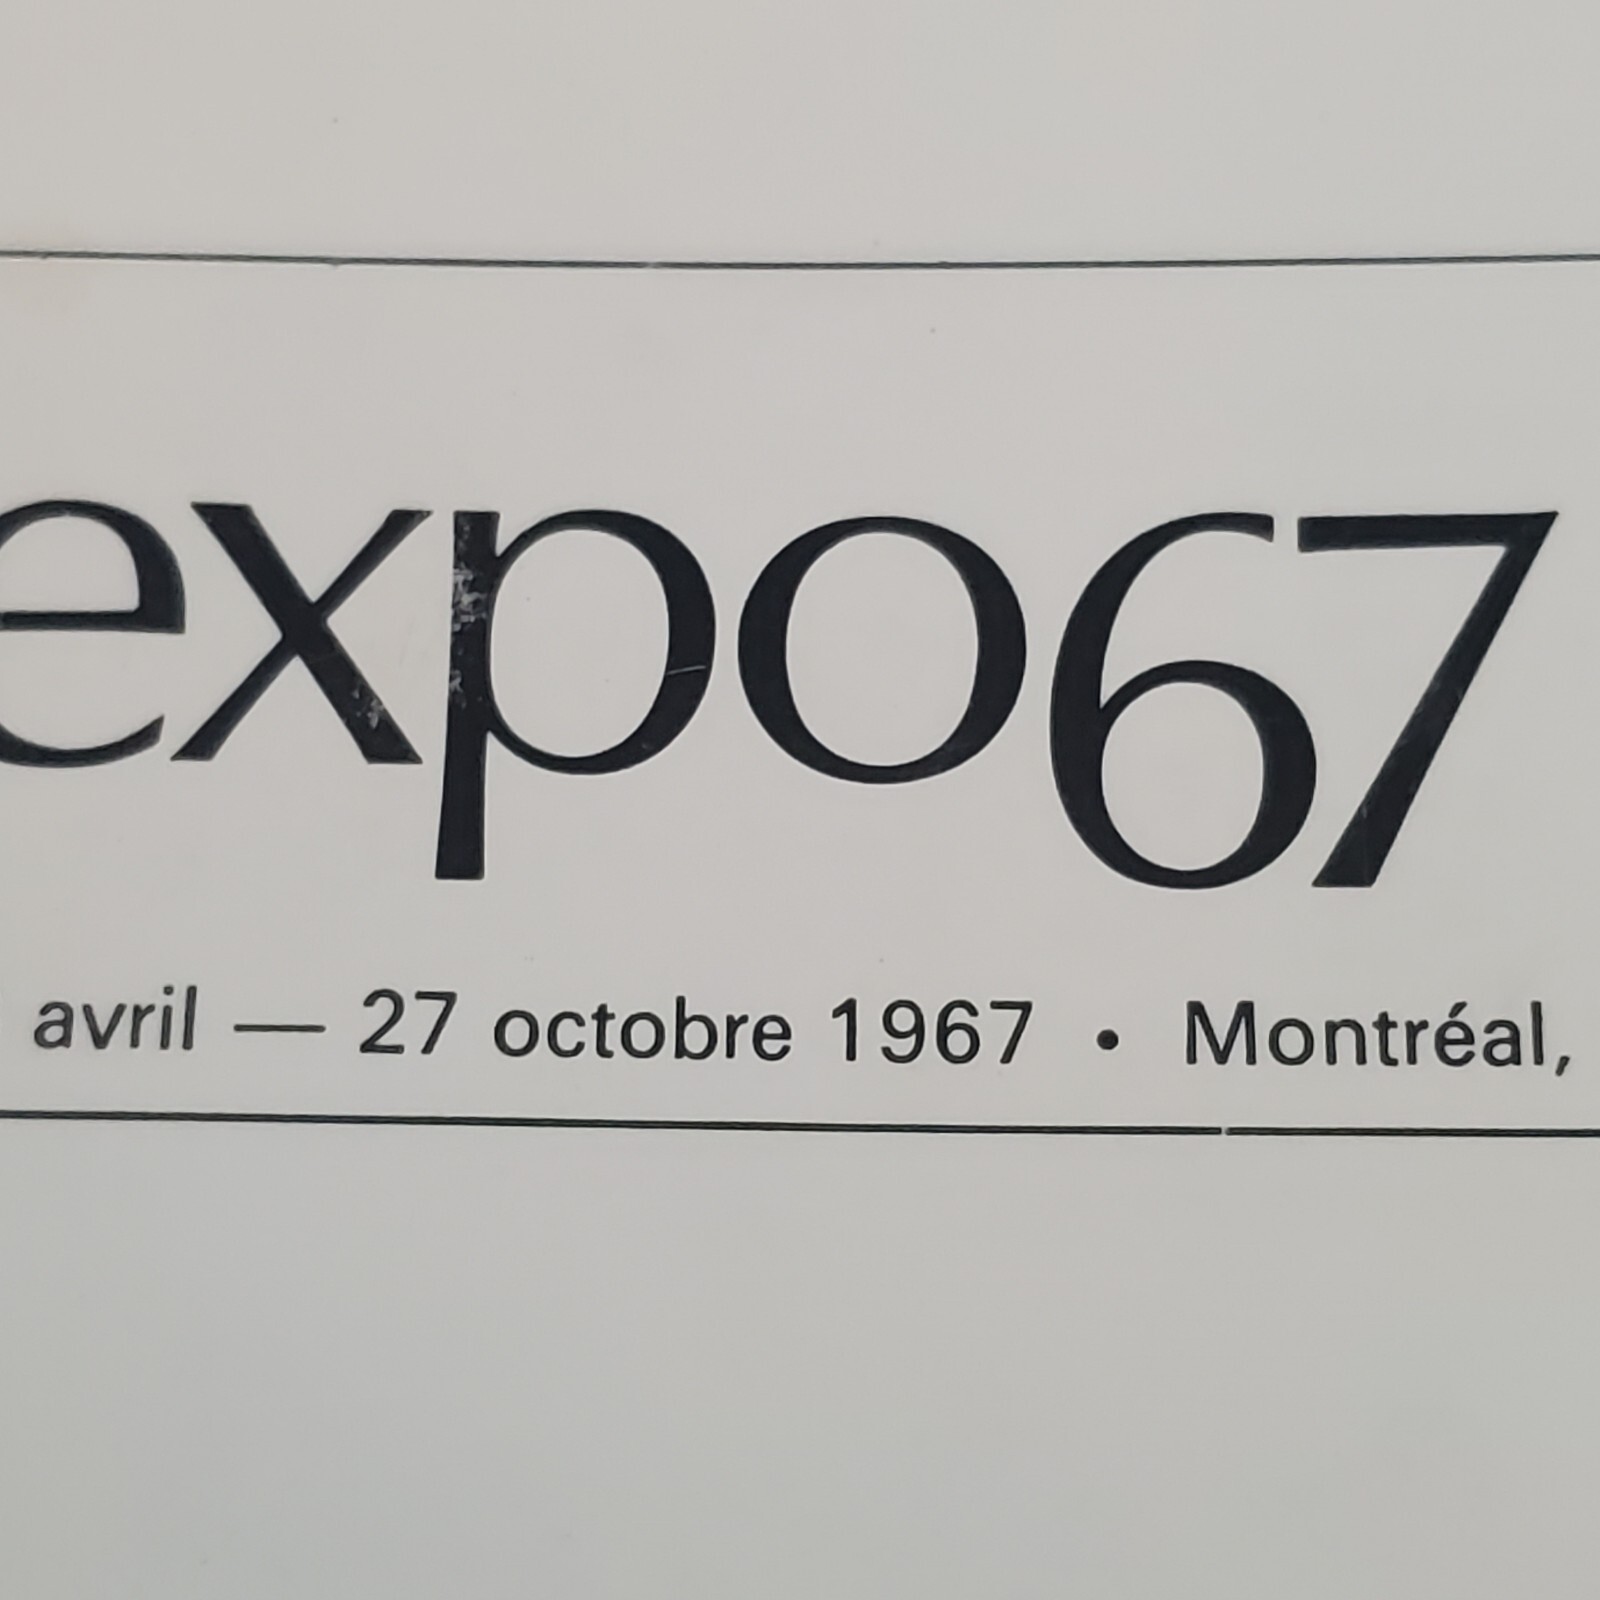 expo67
avril — 27 octobre 1967 • Montréal,